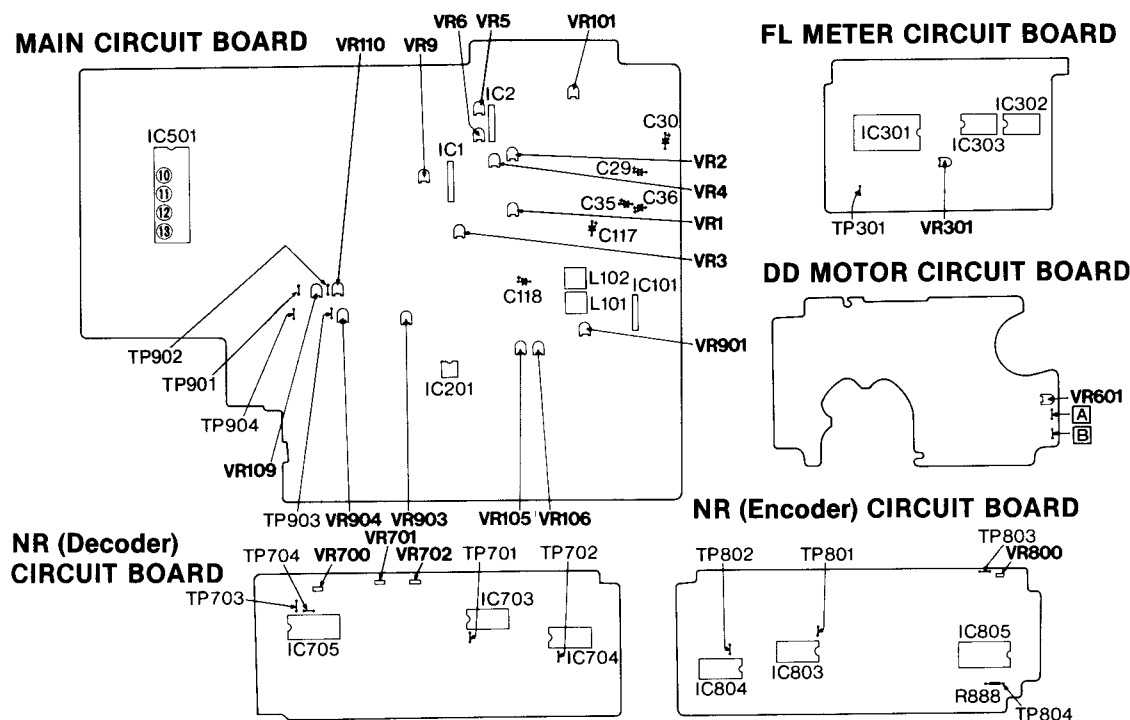 MAIN CIRCUIT BOARD
VR110
VR9
VR6
VR5
VR101
IC501
⑩
⑪
⑫
⑬
IC1
IC2
C30
VR2
C29
VR4
C35
C36
VR1
C117
VR3
C118
L102
L101
IC101
VR901
TP902
TP901
TP904
VR109
IC201
TP903
VR904
VR903
VR105
VR106
FL METER CIRCUIT BOARD
IC301
IC303
IC302
TP301
VR301
DD MOTOR CIRCUIT BOARD
VR601
A
B
NR (Decoder)
CIRCUIT BOARD
TP703
TP704
VR700
VR701
VR702
TP701
TP702
IC703
IC705
IC704
NR (Encoder) CIRCUIT BOARD
TP802
TP801
TP803
VR800
IC804
IC803
IC805
R888
TP804